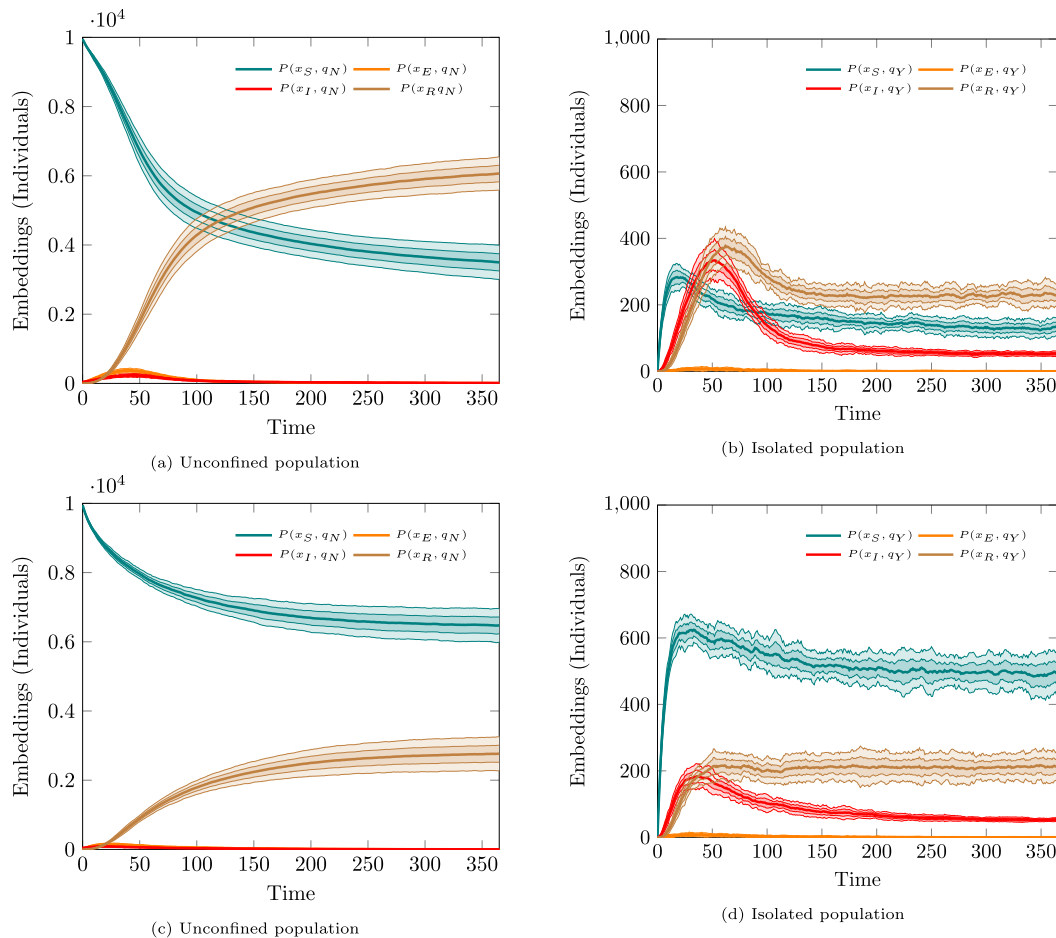 ·10⁴
1
0.8
0.6
0.4
0.2
0
0 50 100 150 200 250 300 350
Embeddings (Individuals)
Time
P(x_S, q_N) P(x_E, q_N)
P(x_I, q_N) P(x_R q_N)
(a) Unconfined population
1,000
800
600
400
200
0
0 50 100 150 200 250 300 350
Embeddings (Individuals)
Time
P(x_S, q_Y) P(x_E, q_Y)
P(x_I, q_Y) P(x_R, q_Y)
(b) Isolated population
·10⁴
1
0.8
0.6
0.4
0.2
0
0 50 100 150 200 250 300 350
Embeddings (Individuals)
Time
P(x_S, q_N) P(x_E, q_N)
P(x_I, q_N) P(x_R, q_N)
(c) Unconfined population
1,000
800
600
400
200
0
0 50 100 150 200 250 300 350
Embeddings (Individuals)
Time
P(x_S, q_Y) P(x_E, q_Y)
P(x_I, q_Y) P(x_R, q_Y)
(d) Isolated population